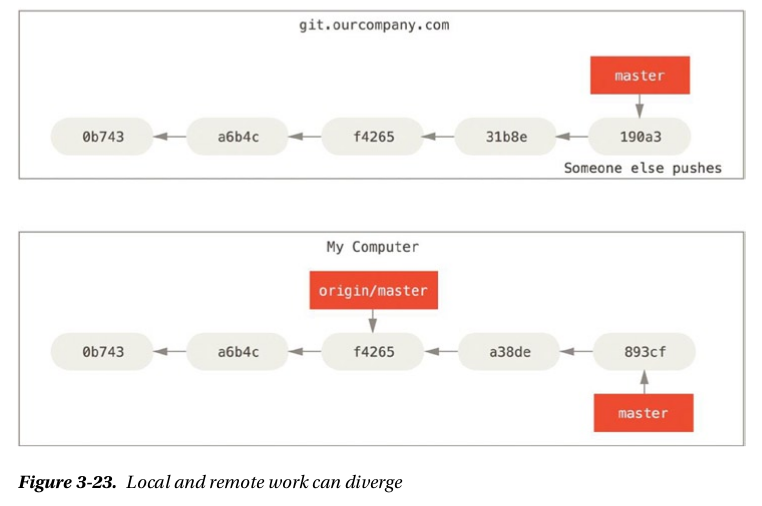 git.ourcompany.com
master
0b743
a6b4c
f4265
31b8e
190a3
Someone else pushes
My Computer
origin/master
0b743
a6b4c
f4265
a38de
893cf
master
Figure 3-23. Local and remote work can diverge